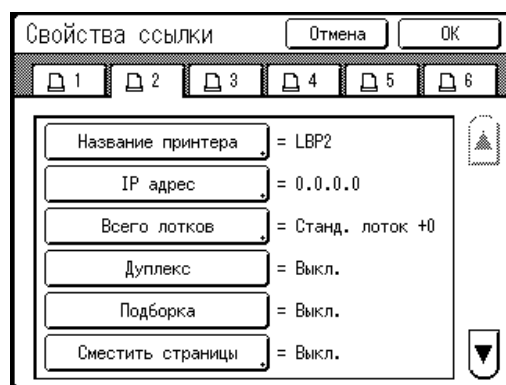 Свойства ссылки Отмена OK
1 2 3 4 5 6
Название принтера = LBP2
IP адрес = 0.0.0.0
Всего лотков = Станд. лоток +0
Дуплекс = Выкл.
Подборка = Выкл.
Сместить страницы = Выкл.